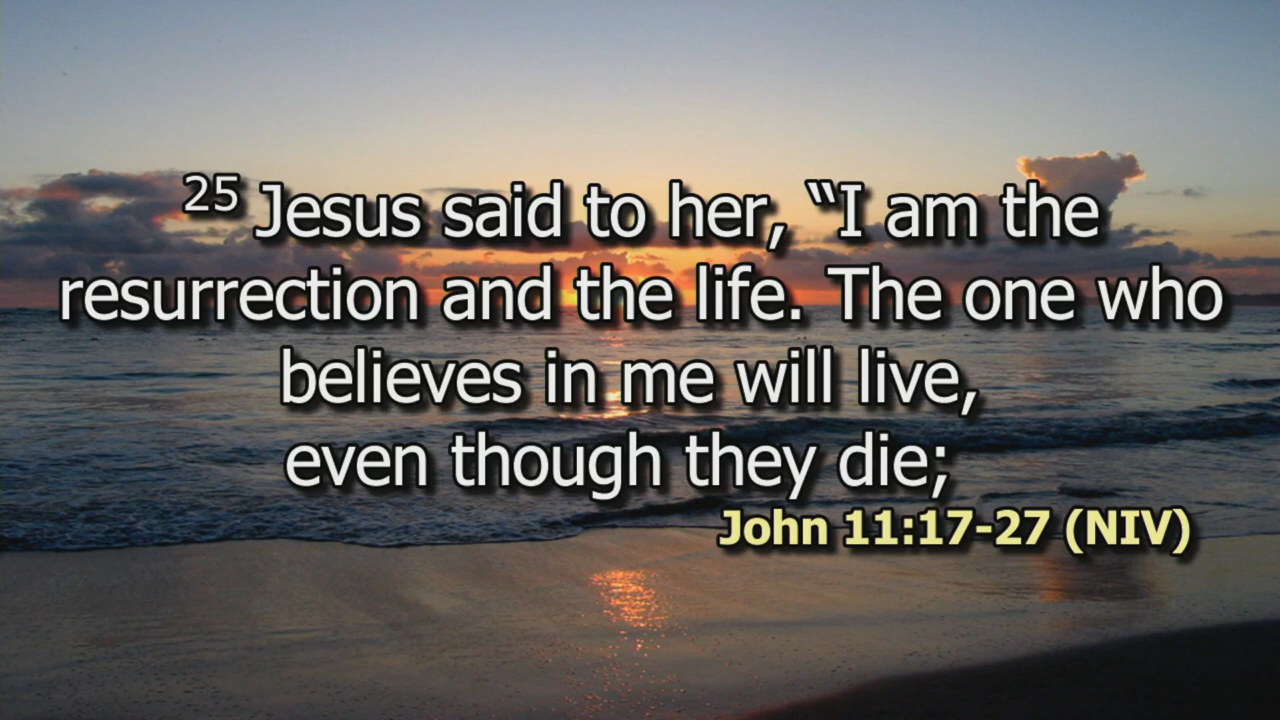 25 Jesus said to her, “I am the
resurrection and the life. The one who
believes in me will live,
even though they die;
John 11:17-27 (NIV)